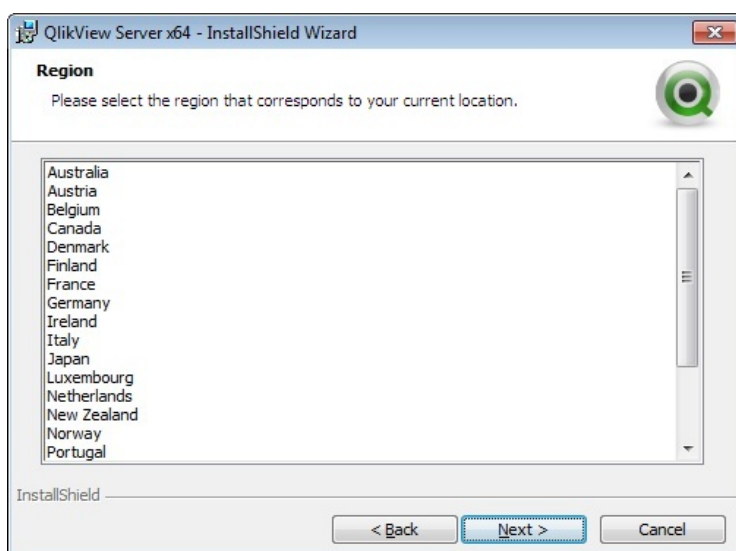 QlikView Server x64 - InstallShield Wizard
Region
Please select the region that corresponds to your current location.
Australia
Austria
Belgium
Canada
Denmark
Finland
France
Germany
Ireland
Italy
Japan
Luxembourg
Netherlands
New Zealand
Norway
Portugal
InstallShield
< Back
Next >
Cancel